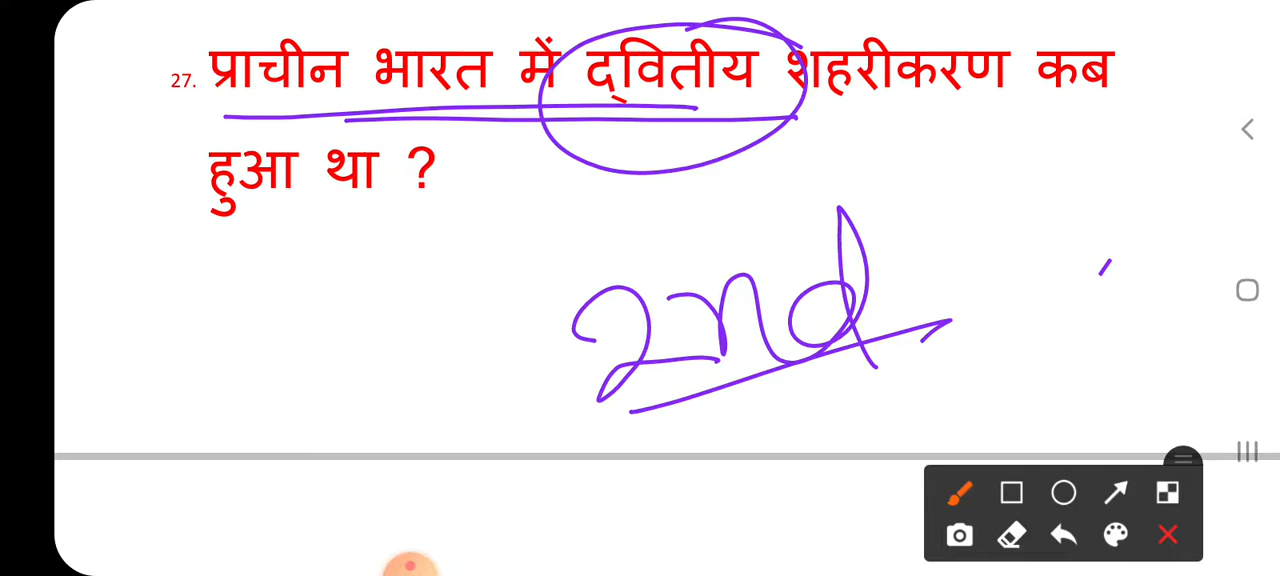 27. प्राचीन भारत में द्वितीय शहरीकरण कब
हुआ था ?
2nd